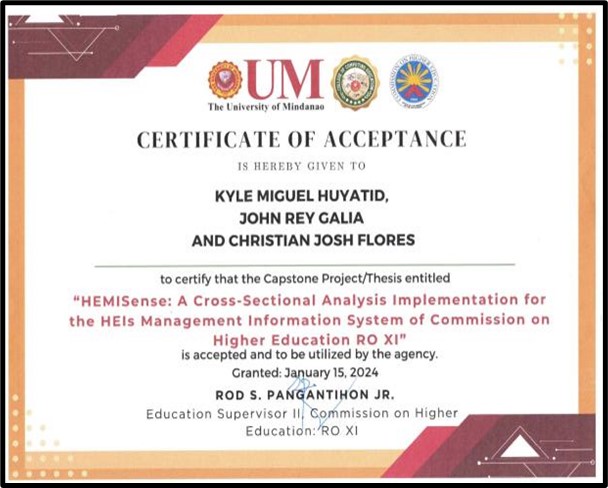 UM
The University of Mindanao
CERTIFICATE OF ACCEPTANCE
IS HEREBY GIVEN TO
KYLE MIGUEL HUYATID,
JOHN REY GALIA
AND CHRISTIAN JOSH FLORES
to certify that the Capstone Project/Thesis entitled
"HEMISense: A Cross-Sectional Analysis Implementation for
the HEIs Management Information System of Commission on
Higher Education RO XI"
is accepted and to be utilized by the agency.
Granted: January 15, 2024
ROD S. PANGANTIHON JR.
Education Supervisor II, Commission on Higher
Education: RO XI